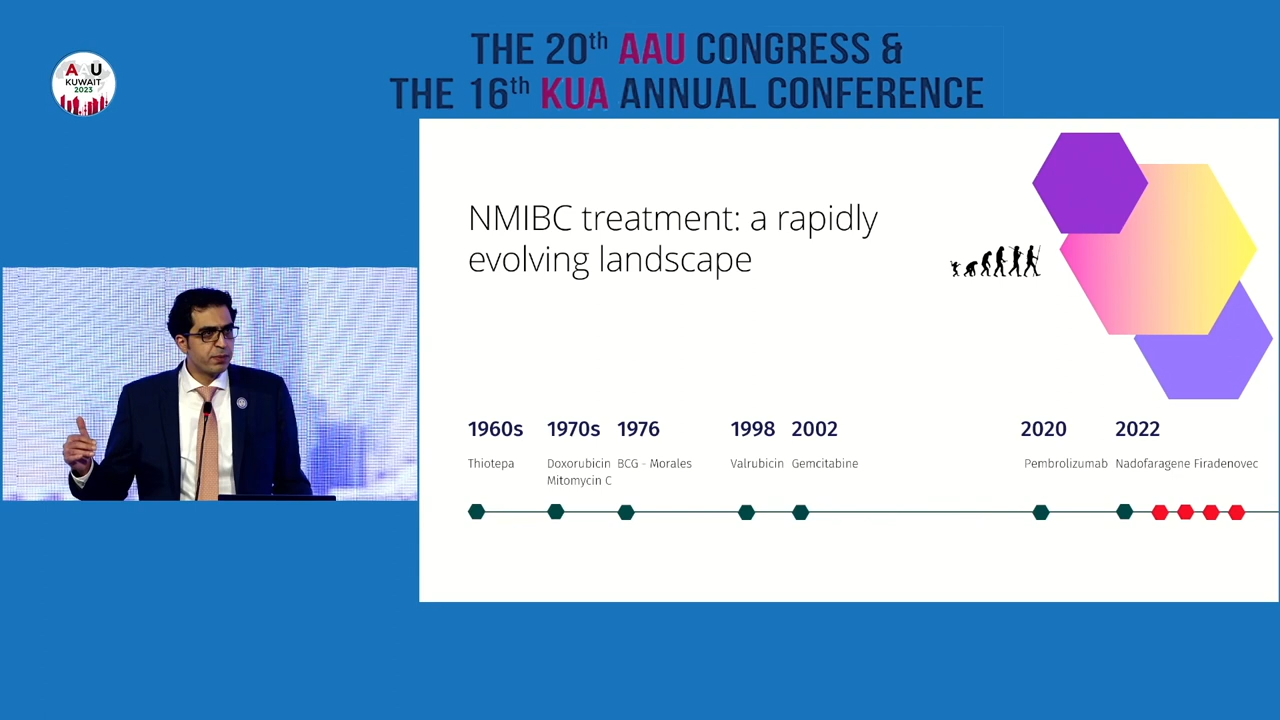 THE 20th AAU CONGRESS &
THE 16th KUA ANNUAL CONFERENCE
AAU
KUWAIT
2023
NMIBC treatment: a rapidly
evolving landscape
1960s 1970s 1976 1998 2002 2020 2022
Thiotepa Doxorubicin BCG - Morales Valrubicin Gemcitabine Pembrolizumab Nadofaragene Firadenovec
Mitomycin C